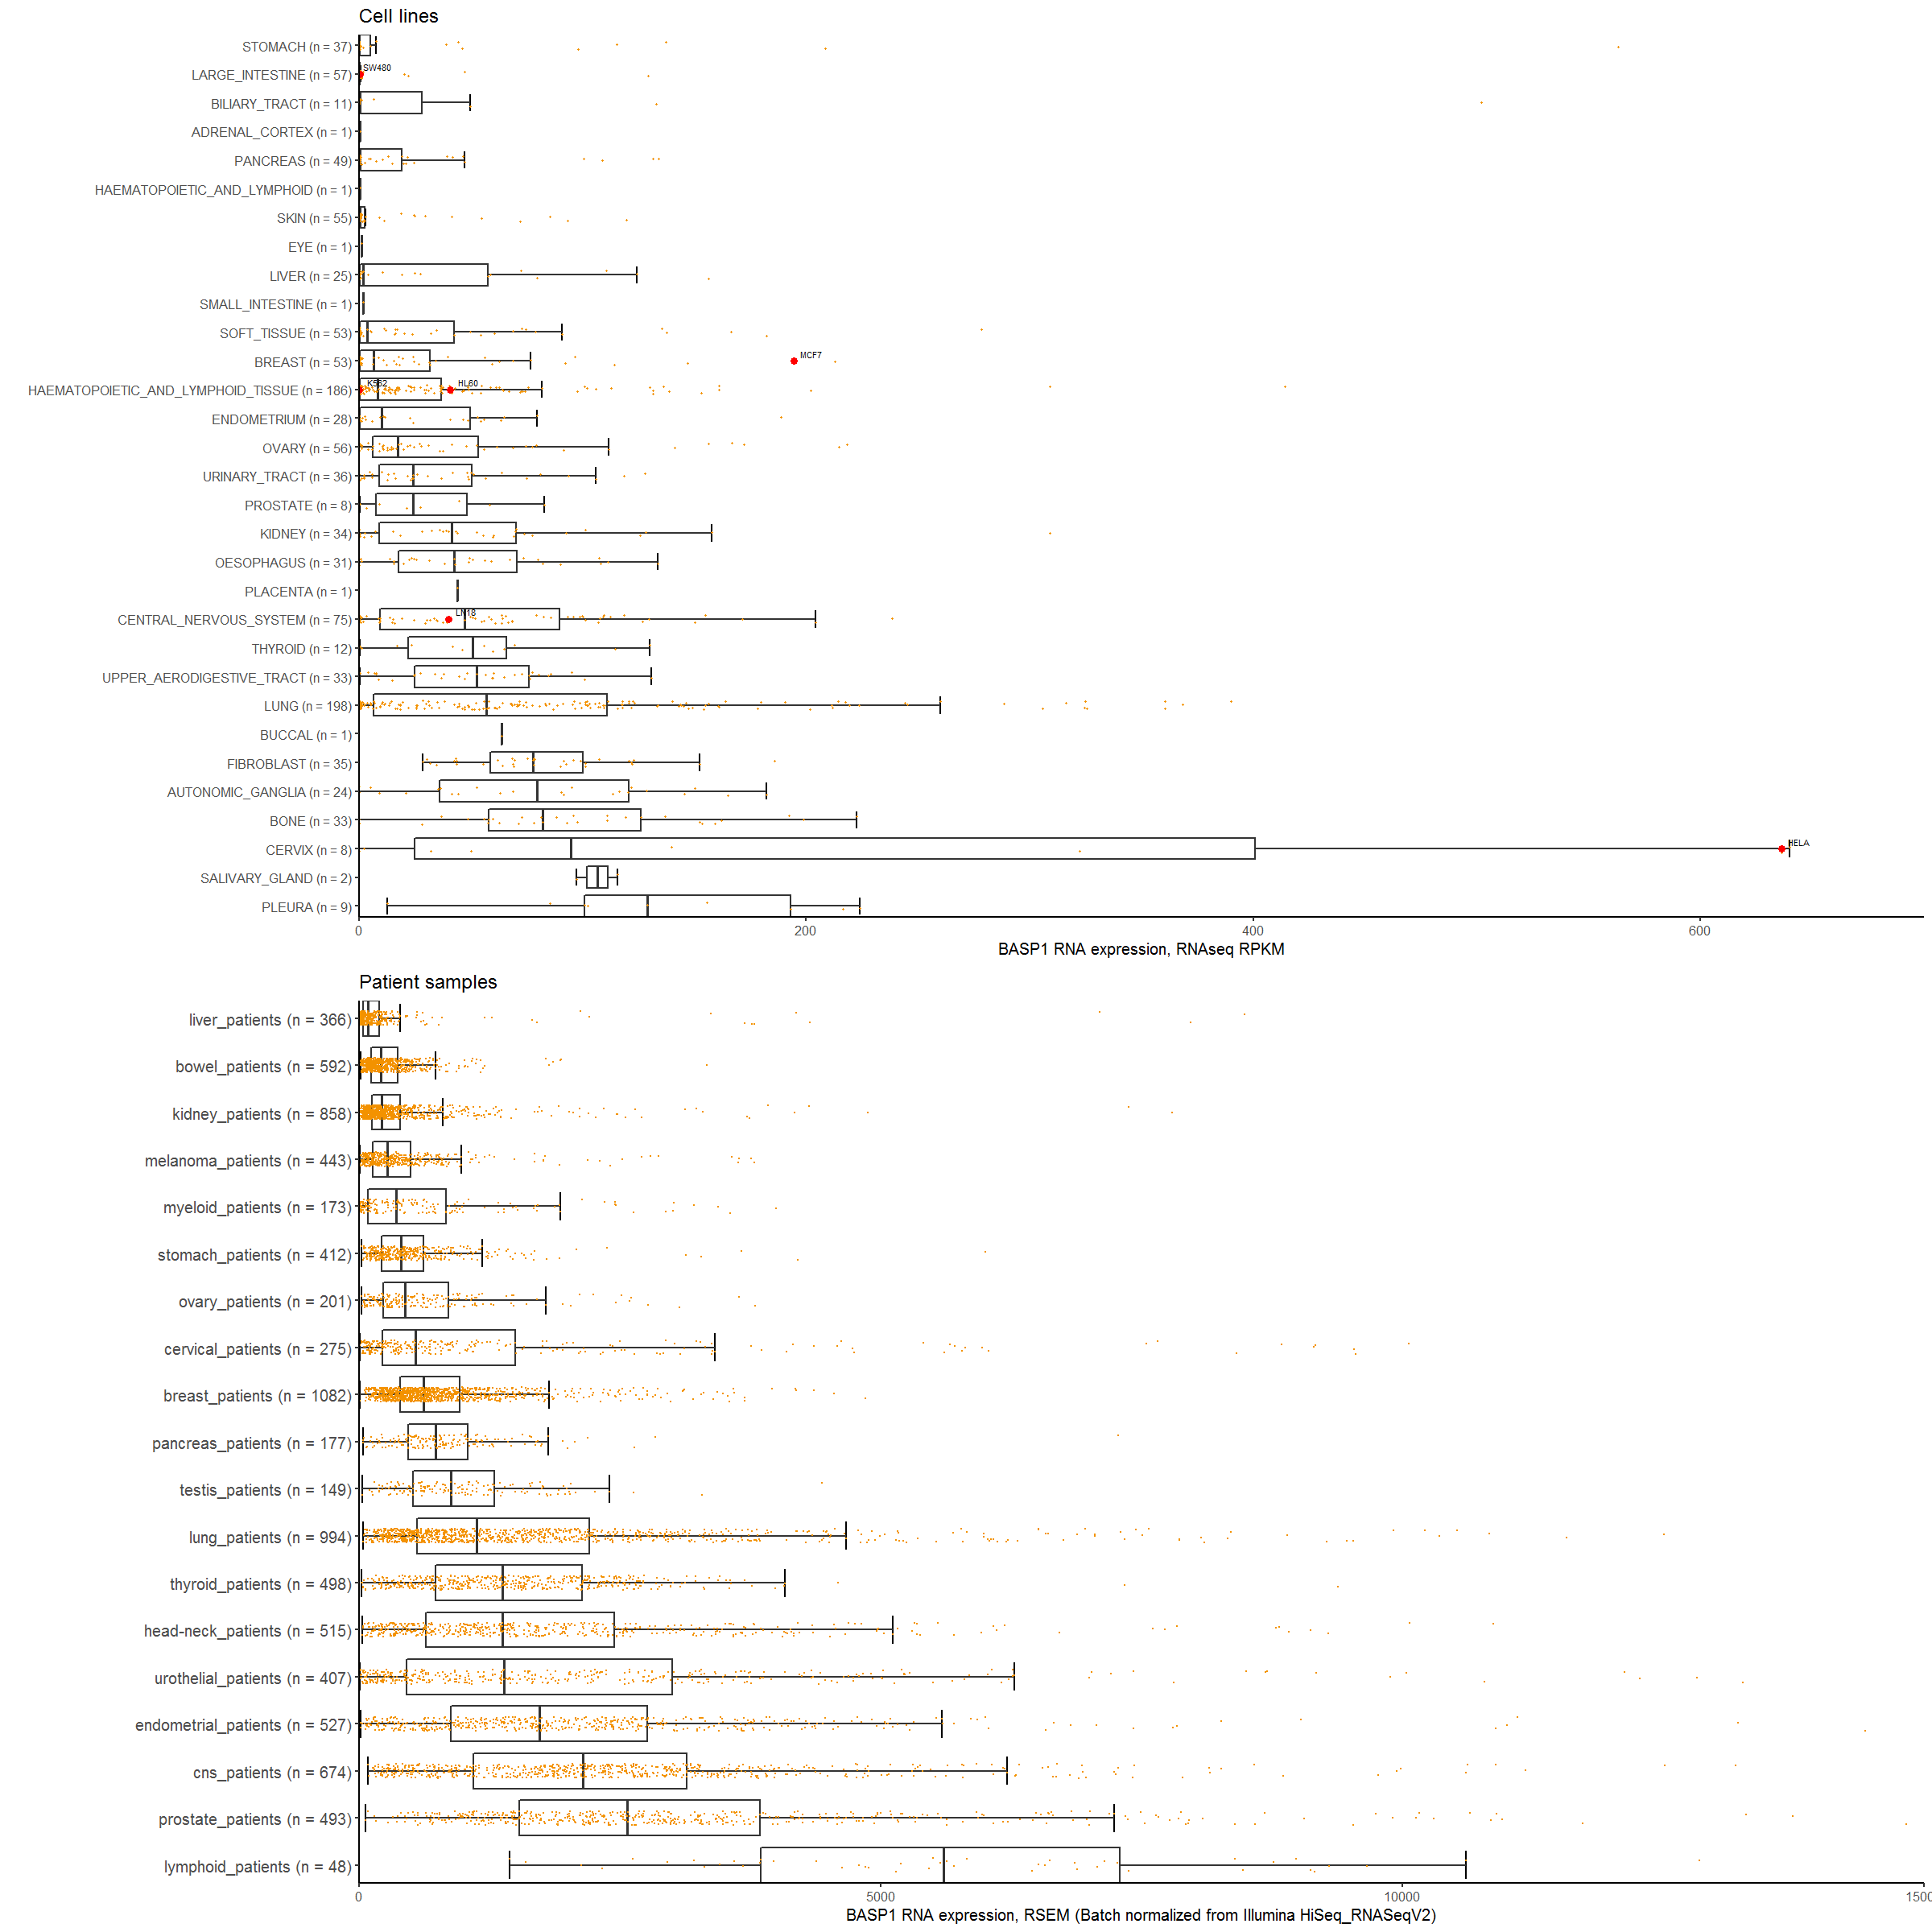 Cell lines
STOMACH (n = 37)
LARGE_INTESTINE (n = 57)
SW480
BILIARY_TRACT (n = 11)
ADRENAL_CORTEX (n = 1)
PANCREAS (n = 49)
HAEMATOPOIETIC_AND_LYMPHOID (n = 1)
SKIN (n = 55)
EYE (n = 1)
LIVER (n = 25)
SMALL_INTESTINE (n = 1)
SOFT_TISSUE (n = 53)
BREAST (n = 53)
MCF7
HAEMATOPOIETIC_AND_LYMPHOID_TISSUE (n = 186)
K562
HL60
ENDOMETRIUM (n = 28)
OVARY (n = 56)
URINARY_TRACT (n = 36)
PROSTATE (n = 8)
KIDNEY (n = 34)
OESOPHAGUS (n = 31)
PLACENTA (n = 1)
CENTRAL_NERVOUS_SYSTEM (n = 75)
LN18
THYROID (n = 12)
UPPER_AERODIGESTIVE_TRACT (n = 33)
LUNG (n = 198)
BUCCAL (n = 1)
FIBROBLAST (n = 35)
AUTONOMIC_GANGLIA (n = 24)
BONE (n = 33)
CERVIX (n = 8)
HELA
SALIVARY_GLAND (n = 2)
PLEURA (n = 9)
0 200 400 600
BASP1 RNA expression, RNAseq RPKM
Patient samples
liver_patients (n = 366)
bowel_patients (n = 592)
kidney_patients (n = 858)
melanoma_patients (n = 443)
myeloid_patients (n = 173)
stomach_patients (n = 412)
ovary_patients (n = 201)
cervical_patients (n = 275)
breast_patients (n = 1082)
pancreas_patients (n = 177)
testis_patients (n = 149)
lung_patients (n = 994)
thyroid_patients (n = 498)
head-neck_patients (n = 515)
urothelial_patients (n = 407)
endometrial_patients (n = 527)
cns_patients (n = 674)
prostate_patients (n = 493)
lymphoid_patients (n = 48)
0 5000 10000 1500
BASP1 RNA expression, RSEM (Batch normalized from Illumina HiSeq_RNASeqV2)